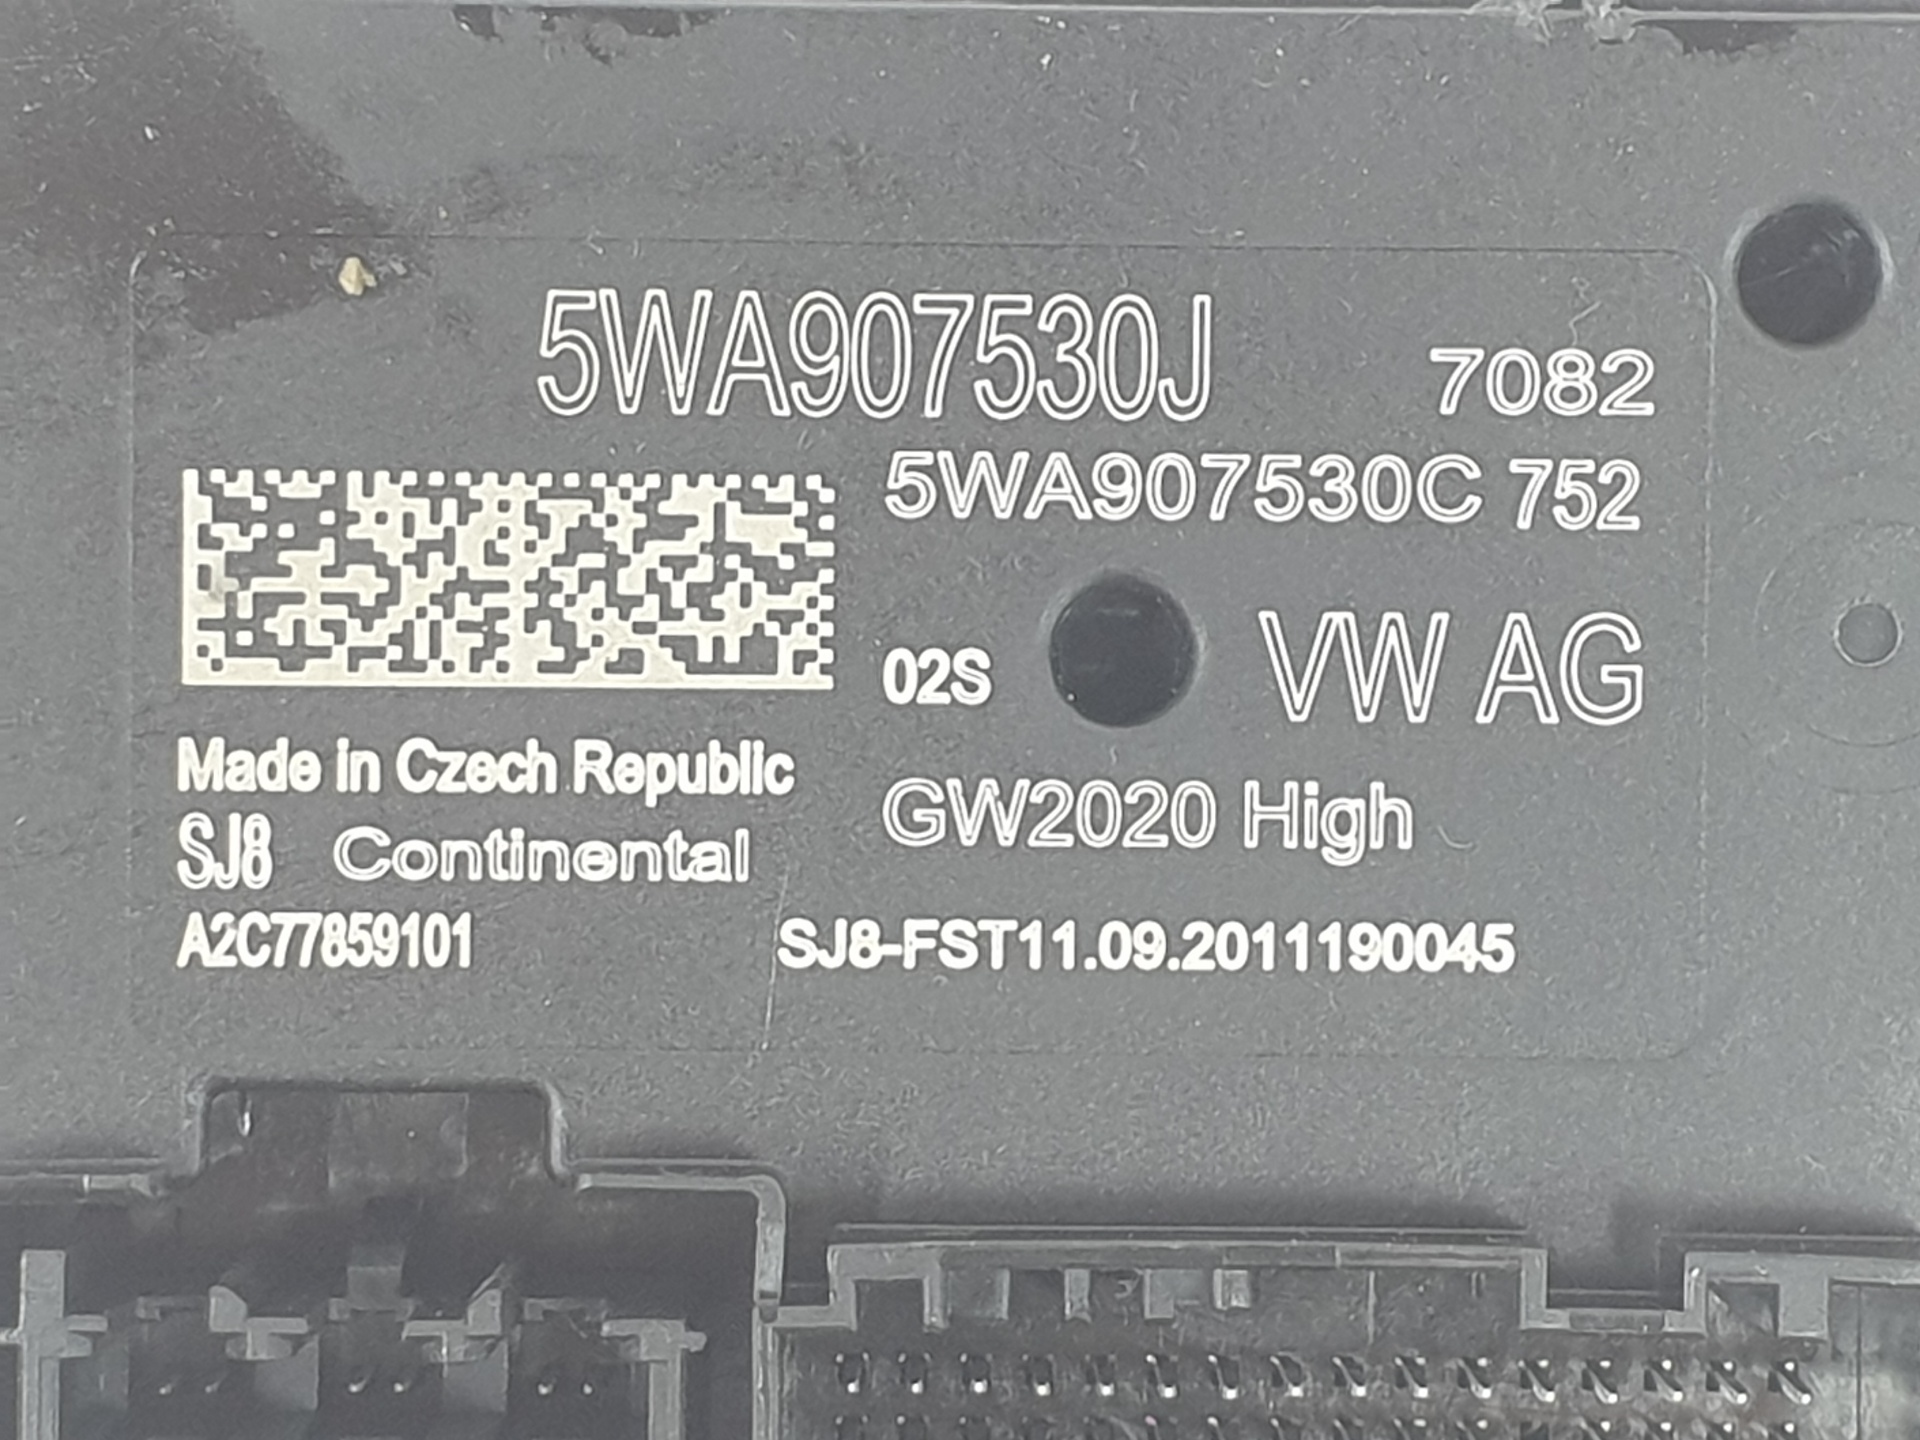 5WA907530J
7082
5WA907530C 752
02S
VW AG
Made in Czech Republic
GW2020 High
SJ8 Continental
A2C77859101
SJ8-FST11.09.2011190045